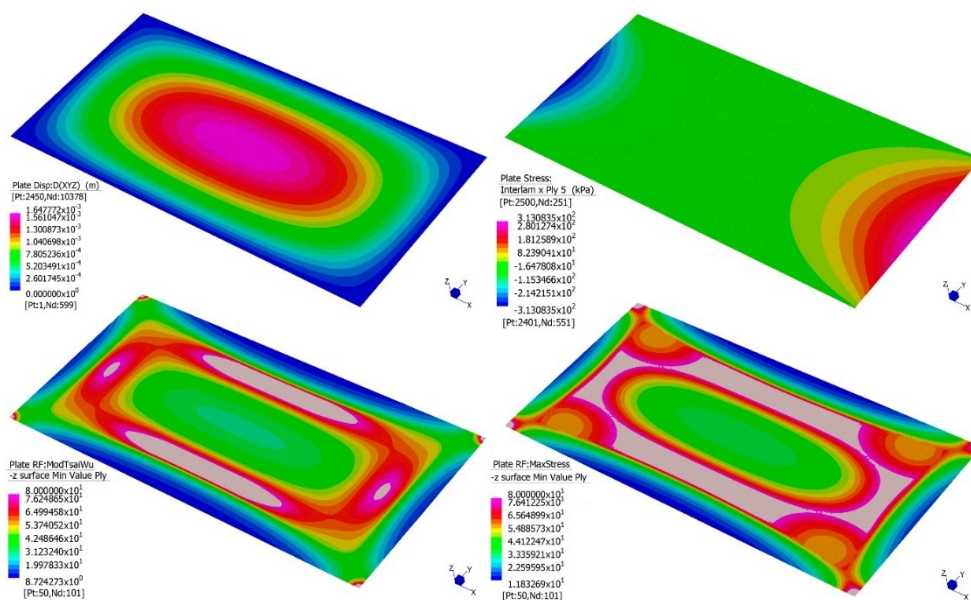 Plate Disp:D(XYZ) (m)
[Pt:2450,Nd:10378]
1.647772x10⁻³
1.561047x10⁻³
1.300873x10⁻³
1.040698x10⁻³
7.805236x10⁻⁴
5.203491x10⁻⁴
2.601745x10⁻⁴
0.000000x10⁰
[Pt:1,Nd:599]
Z Y
X
Plate Stress:
Interlam x Ply 5 (kPa)
[Pt:2500,Nd:251]
3.130835x10²
2.801274x10²
1.812589x10²
8.239041x10¹
-1.647808x10¹
-1.153466x10²
-2.142151x10²
-3.130835x10²
[Pt:2401,Nd:551]
Z Y
X
Plate RF:ModTsaiWu
-z surface Min Value Ply
8.000000x10¹
7.624865x10¹
6.499458x10¹
5.374052x10¹
4.248646x10¹
3.123240x10¹
1.997833x10¹
8.724273x10⁰
[Pt:50,Nd:101]
Z Y
X
Plate RF:MaxStress
-z surface Min Value Ply
8.000000x10¹
7.641225x10¹
6.564899x10¹
5.488573x10¹
4.412247x10¹
3.335921x10¹
2.259595x10¹
1.183269x10¹
[Pt:50,Nd:101]
Z Y
X